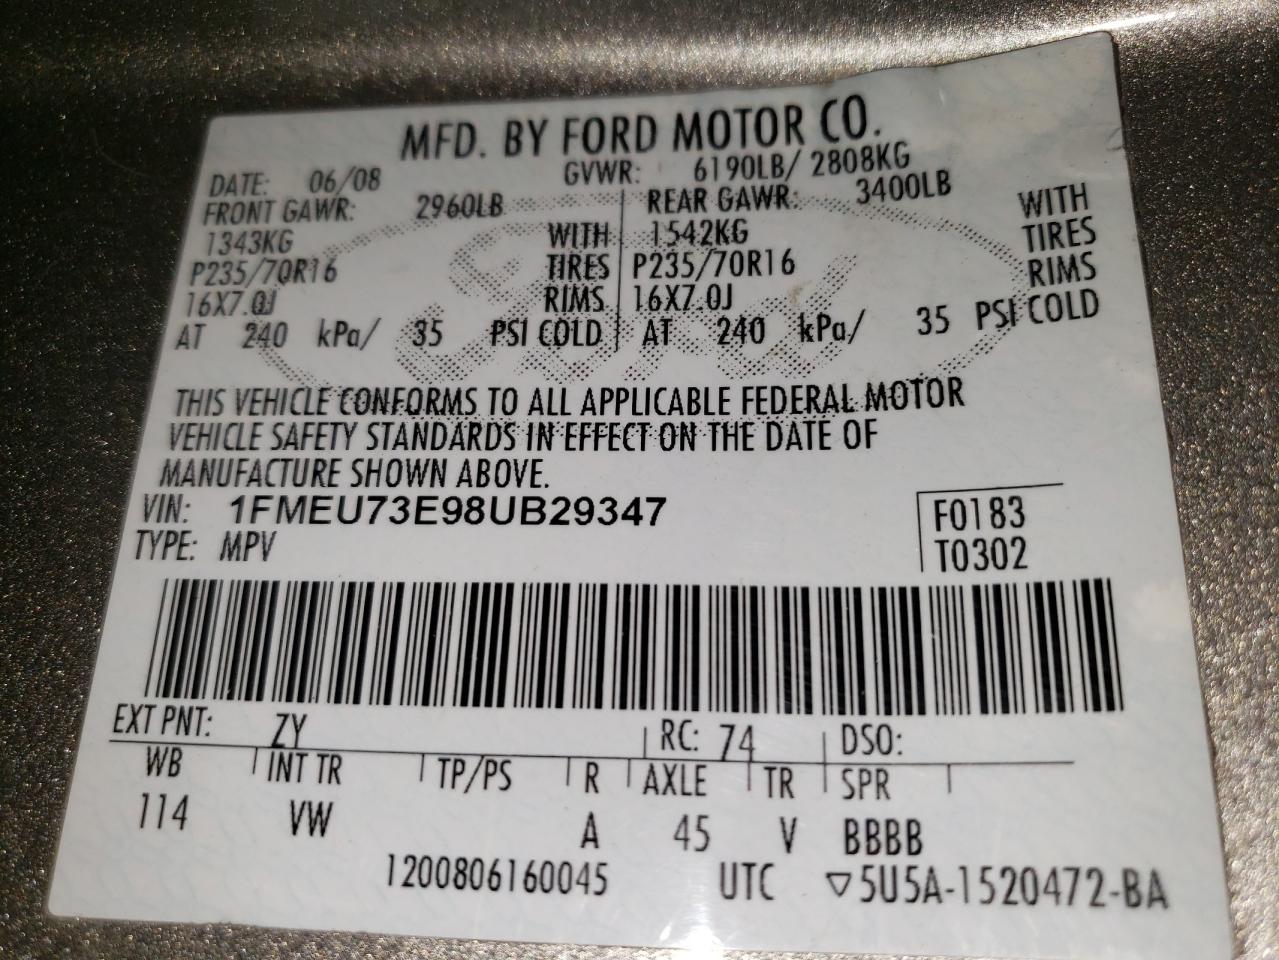 MFD. BY FORD MOTOR CO.
DATE: 06/08 GVWR: 6190LB/ 2808KG
FRONT GAWR: 2960LB REAR GAWR: 3400LB WITH
1343KG WITH 1542KG TIRES
P235/70R16 TIRES P235/70R16 RIMS
16X7.0J RIMS 16X7.0J
AT 240 kPa/ 35 PSI COLD AT 240 kPa/ 35 PSI COLD
THIS VEHICLE CONFORMS TO ALL APPLICABLE FEDERAL MOTOR
VEHICLE SAFETY STANDARDS IN EFFECT ON THE DATE OF
MANUFACTURE SHOWN ABOVE.
VIN: 1FMEU73E98UB29347 F0183
TYPE: MPV T0302
EXT PNT: ZY RC: 74 DSO:
WB INT TR TP/PS R AXLE TR SPR
114 VW A 45 V BBBB
1200806160045 UTC ▽5U5A-1520472-BA